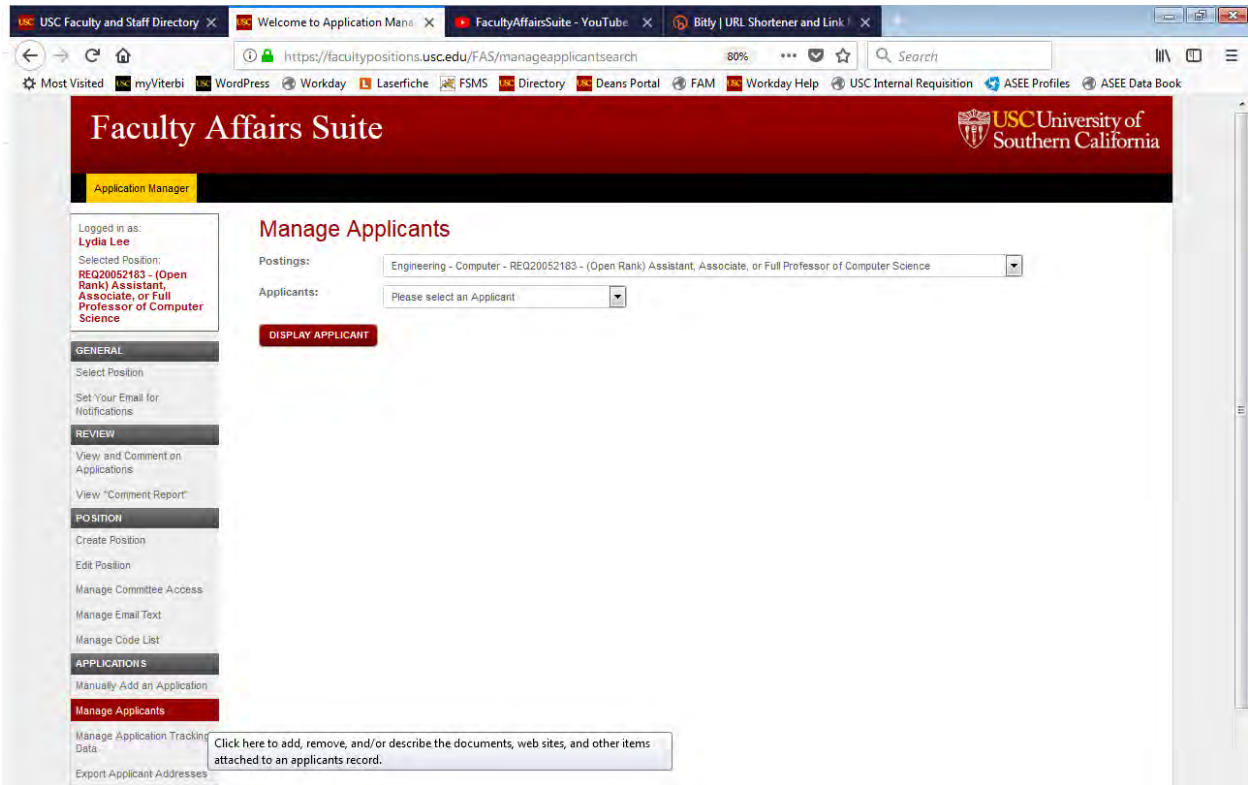 USC Faculty and Staff Directory
Welcome to Application Mana
FacultyAffairsSuite - YouTube
Bitly | URL Shortener and Link
https://facultypositions.usc.edu/FAS/manageapplicantsearch
80%
Search
Most Visited
myViterbi
WordPress
Workday
Laserfiche
FSMS
Directory
Deans Portal
FAM
Workday Help
USC Internal Requisition
ASEE Profiles
ASEE Data Book
Faculty Affairs Suite
USC University of
Southern California
Application Manager
Logged in as:
Lydia Lee
Selected Position:
REQ20052183 - (Open
Rank) Assistant,
Associate, or Full
Professor of Computer
Science
GENERAL
Select Position
Set Your Email for
Notifications
REVIEW
View and Comment on
Applications
View "Comment Report"
POSITION
Create Position
Edit Position
Manage Committee Access
Manage Email Text
Manage Code List
APPLICATIONS
Manually Add an Application
Manage Applicants
Manage Application Tracking
Data
Export Applicant Addresses
Manage Applicants
Postings:
Engineering - Computer - REQ20052183 - (Open Rank) Assistant, Associate, or Full Professor of Computer Science
Applicants:
Please select an Applicant
DISPLAY APPLICANT
Click here to add, remove, and/or describe the documents, web sites, and other items
attached to an applicants record.